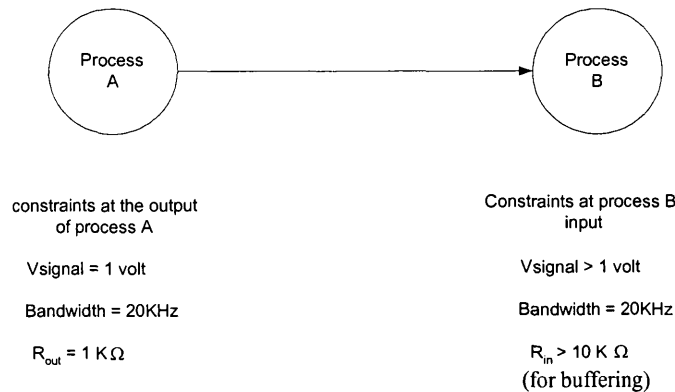 Process
A
Process
B
constraints at the output
of process A
Vsignal = 1 volt
Bandwidth = 20KHz
R_out = 1 K Ω
Constraints at process B
input
Vsignal > 1 volt
Bandwidth = 20KHz
R_in > 10 K Ω
(for buffering)